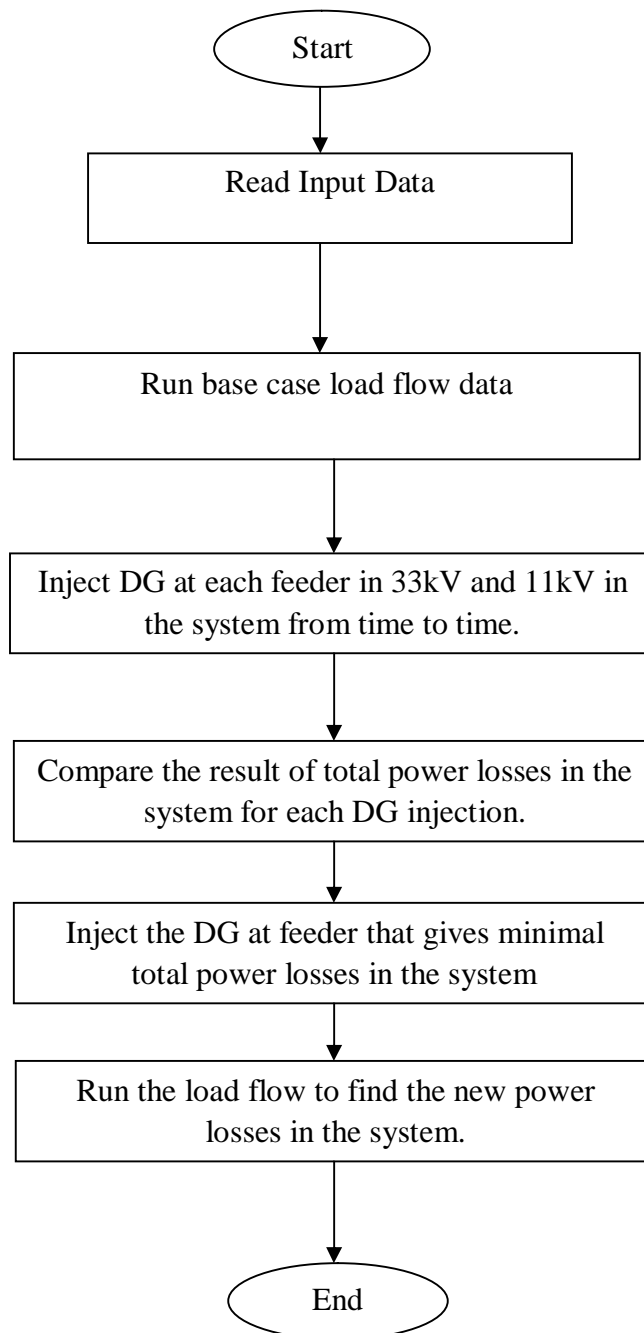 Start
Read Input Data
Run base case load flow data
Inject DG at each feeder in 33kV and 11kV in
the system from time to time.
Compare the result of total power losses in the
system for each DG injection.
Inject the DG at feeder that gives minimal
total power losses in the system
Run the load flow to find the new power
losses in the system.
End